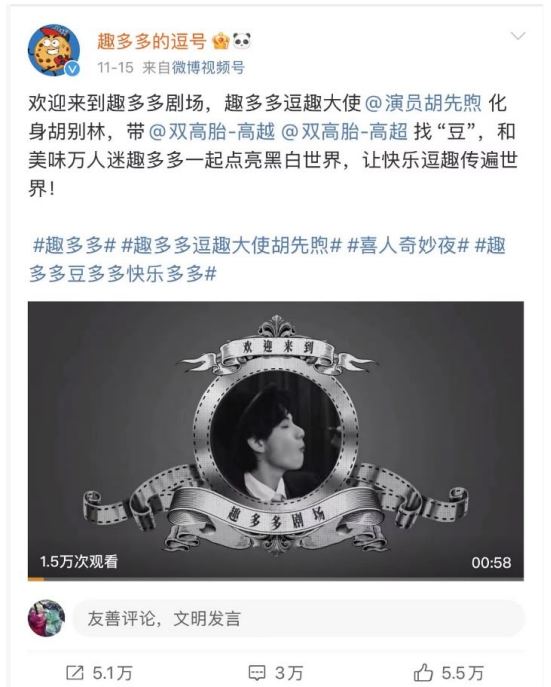 趣多多的逗号
11-15 来自微博视频号
欢迎来到趣多多剧场，趣多多逗趣大使@演员胡先煦 化
身胡别林，带@双高胎-高越 @双高胎-高超 找“豆”，和
美味万人迷趣多多一起点亮黑白世界，让快乐逗趣传遍世
界！
#趣多多# #趣多多逗趣大使胡先煦# #喜人奇妙夜# #趣
多多豆多多快乐多多#
欢迎来到
趣多多剧场
1.5万次观看
00:58
友善评论，文明发言
5.1万
3万
5.5万